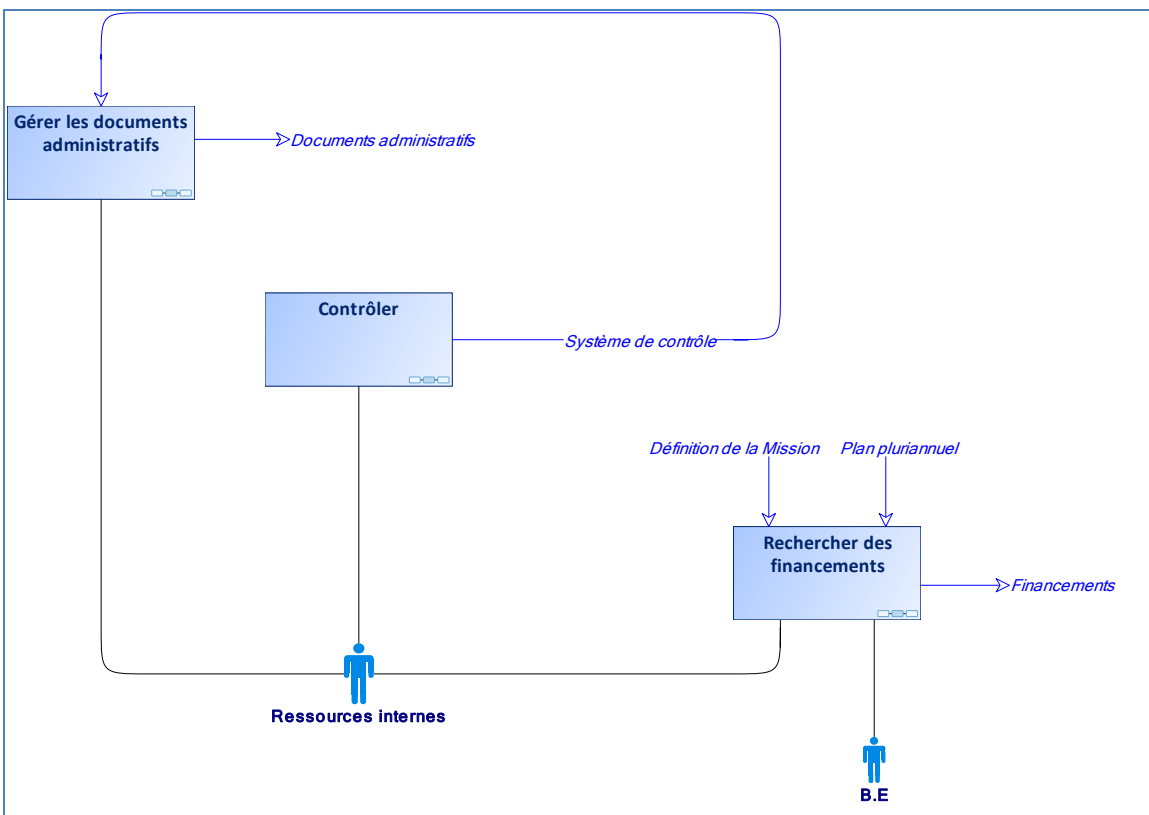 Gérer les documents
administratifs
Documents administratifs
Contrôler
Système de contrôle
Définition de la Mission
Plan pluriannuel
Rechercher des
financements
Financements
Ressources internes
B.E